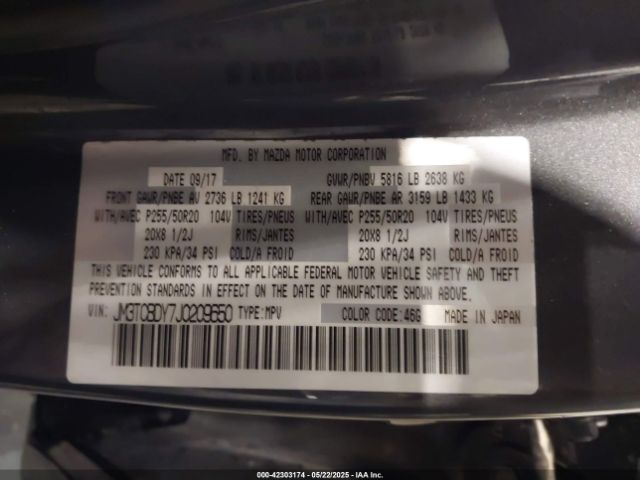 MFD. BY MAZDA MOTOR CORPORATION
DATE 09/17 GVWR/PNBV 5816 LB 2638 KG
FRONT GAWR/PNBE AV 2736 LB 1241 KG REAR GAWR/PNBE AR 3159 LB 1433 KG
WITH/AVEC P255/50R20 104V TIRES/PNEUS WITH/AVEC P255/50R20 104V TIRES/PNEUS
20X8 1/2J RIMS/JANTES 20X8 1/2J RIMS/JANTES
230 KPA/34 PSI COLD/A FROID 230 KPA/34 PSI COLD/A FROID
THIS VEHICLE CONFORMS TO ALL APPLICABLE FEDERAL MOTOR VEHICLE SAFETY AND THEFT
PREVENTION STANDARDS IN EFFECT ON THE DATE OF MANUFACTURE SHOWN ABOVE.
VIN: JM3TCBDY7J0209550 TYPE:MPV COLOR CODE:46G MADE IN JAPAN
000-42303174 05/22/2025 IAA Inc.